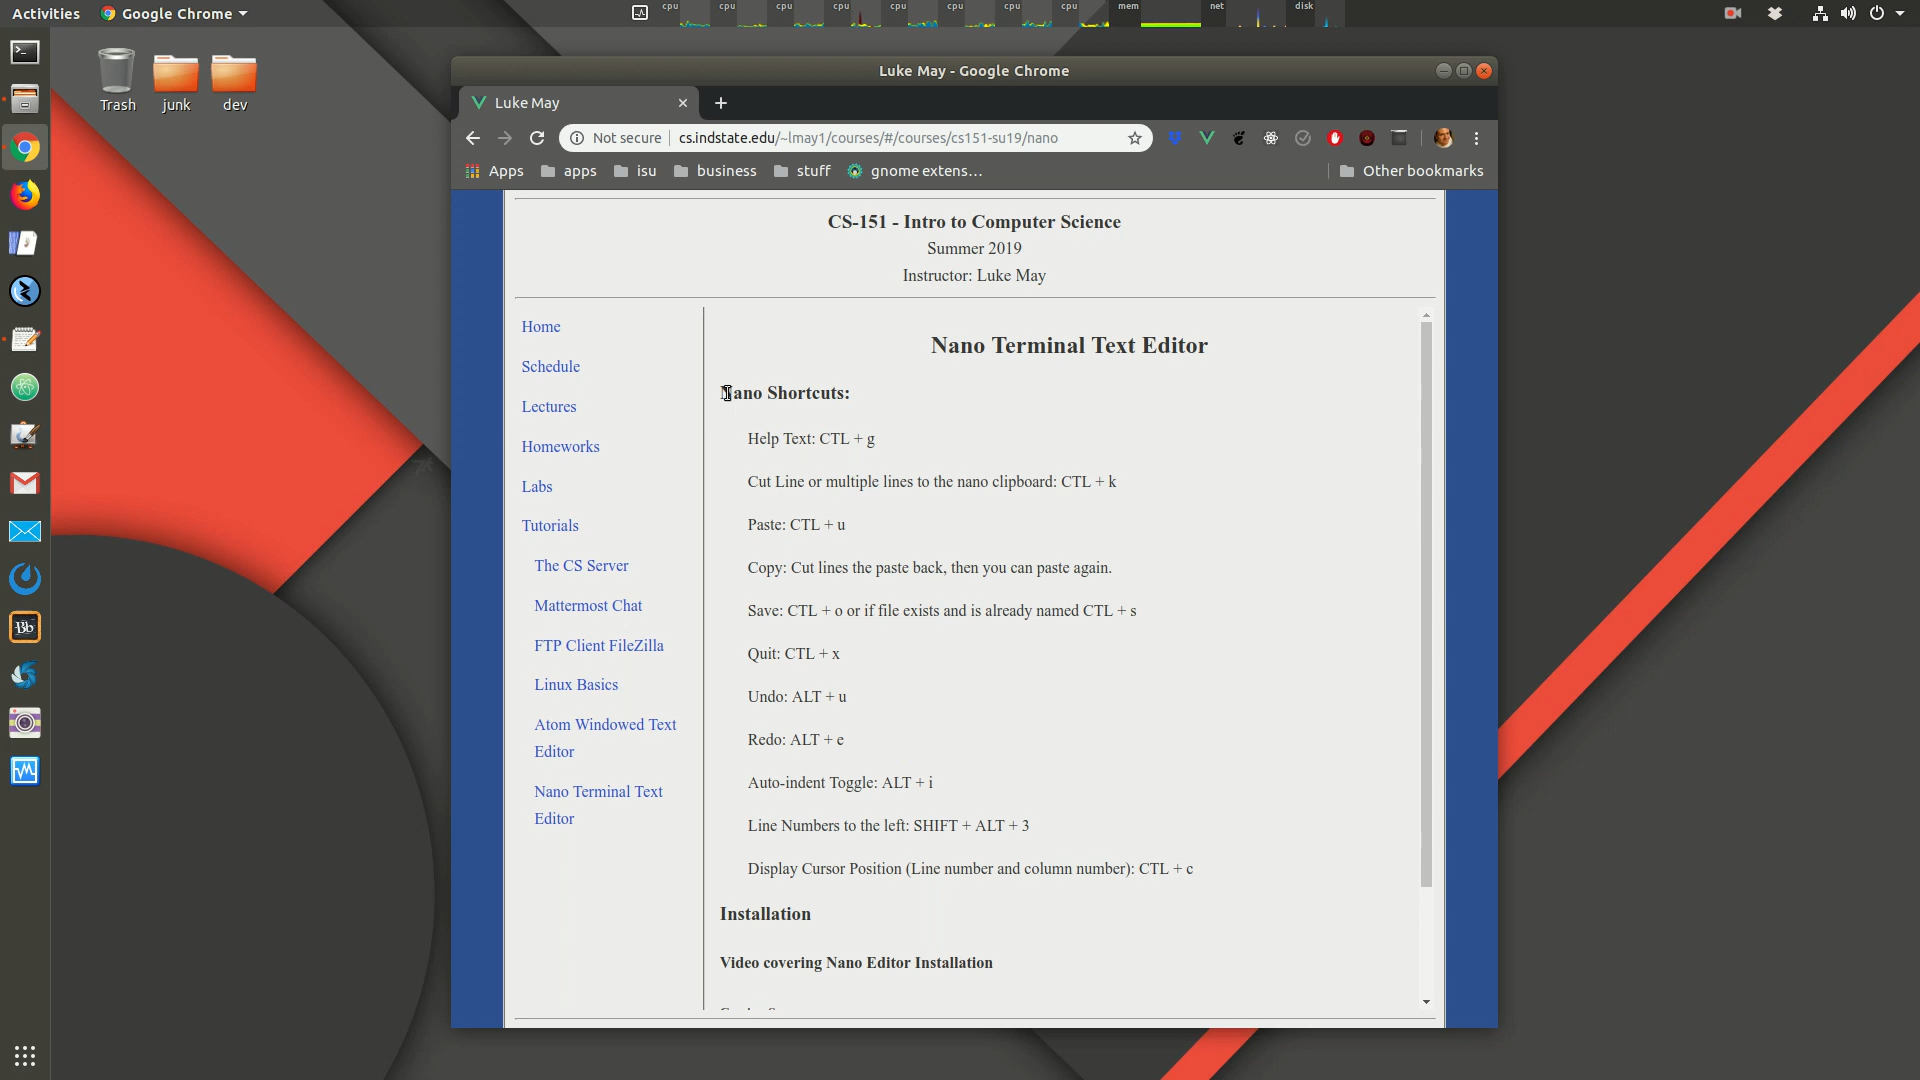 Activities Google Chrome
cpu cpu cpu cpu cpu cpu cpu cpu mem net disk
Trash junk dev
Luke May - Google Chrome
Luke May
Not secure cs.indstate.edu/~lmay1/courses/#/courses/cs151-su19/nano
Apps apps isu business stuff gnome extens... Other bookmarks
CS-151 - Intro to Computer Science
Summer 2019
Instructor: Luke May
Home
Schedule
Lectures
Homeworks
Labs
Tutorials
The CS Server
Mattermost Chat
FTP Client FileZilla
Linux Basics
Atom Windowed Text
Editor
Nano Terminal Text
Editor
Nano Terminal Text Editor
Nano Shortcuts:
Help Text: CTL + g
Cut Line or multiple lines to the nano clipboard: CTL + k
Paste: CTL + u
Copy: Cut lines the paste back, then you can paste again.
Save: CTL + o or if file exists and is already named CTL + s
Quit: CTL + x
Undo: ALT + u
Redo: ALT + e
Auto-indent Toggle: ALT + i
Line Numbers to the left: SHIFT + ALT + 3
Display Cursor Position (Line number and column number): CTL + c
Installation
Video covering Nano Editor Installation
Bb